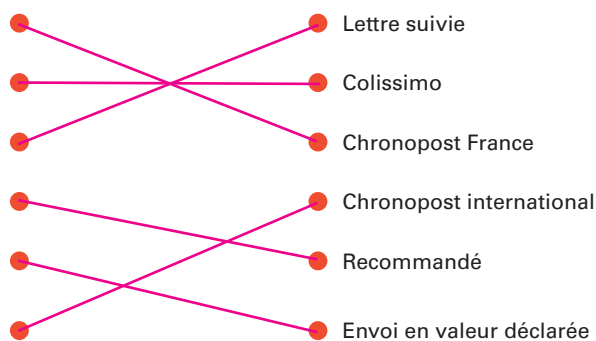 Lettre suivie
Colissimo
Chronopost France
Chronopost international
Recommandé
Envoi en valeur déclarée